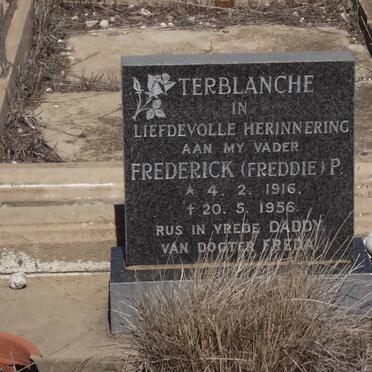 TERBLANCHE
IN
LIEFDEVOLLE HERINNERING
AAN MY VADER
FREDERICK (FREDDIE) P.
★ 4. 2. 1916.
† 20. 5. 1956.
RUS IN VREDE DADDY
VAN DOGTER FREDA